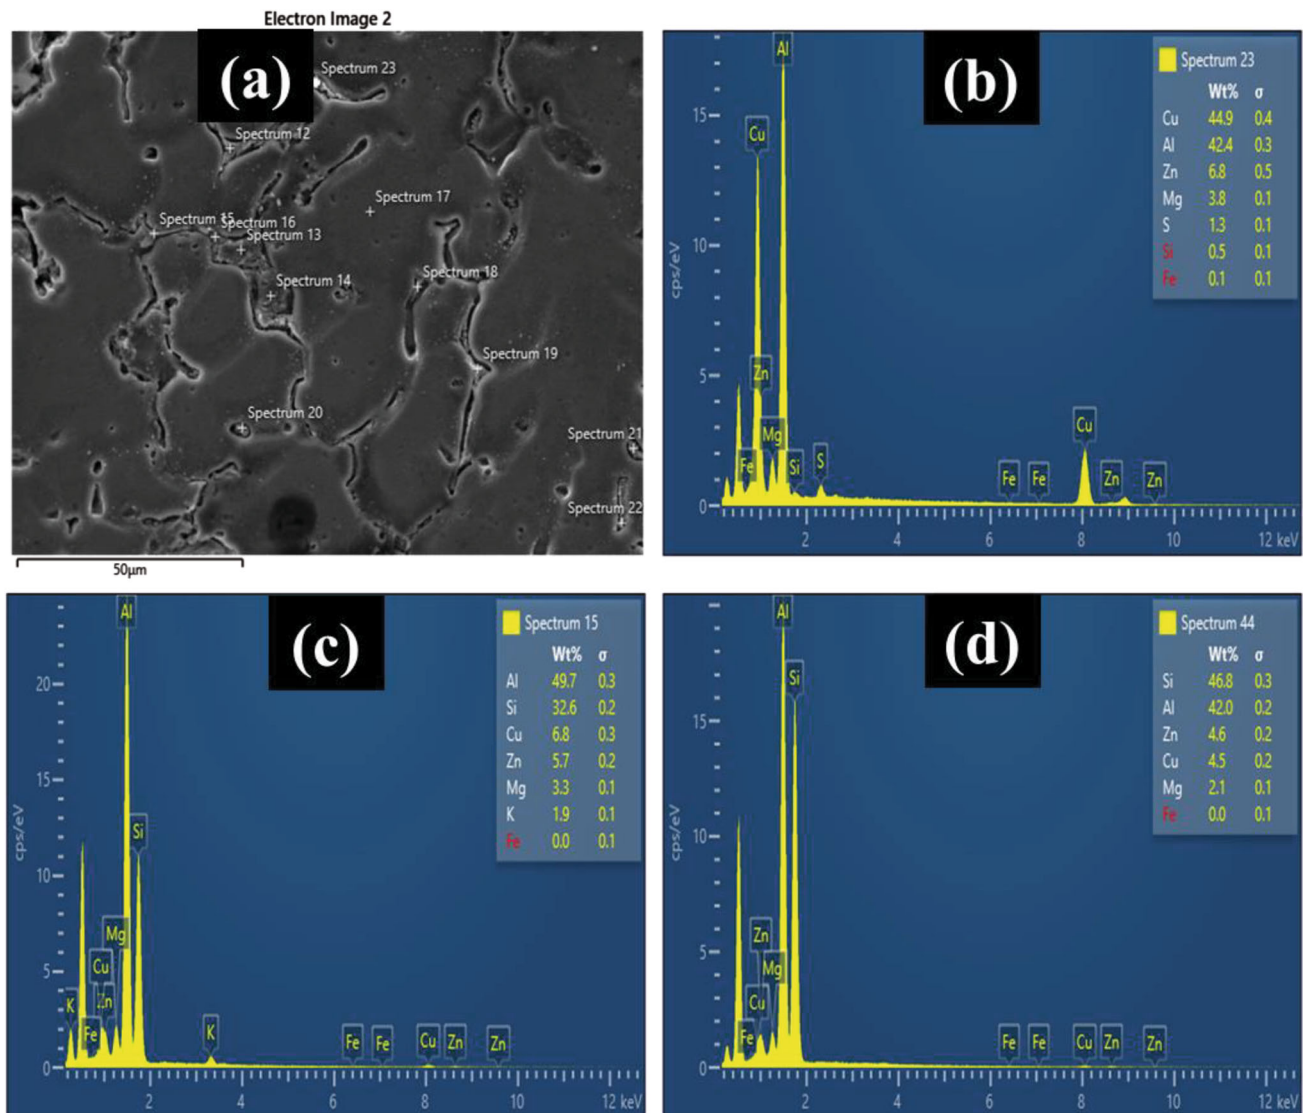 Electron Image 2
(a)
Spectrum 23
Spectrum 12
Spectrum 17
Spectrum 15
Spectrum 16
Spectrum 13
Spectrum 14
Spectrum 18
Spectrum 19
Spectrum 20
Spectrum 21
Spectrum 22
50µm
(b)
Spectrum 23
Wt% σ
Cu 44.9 0.4
Al 42.4 0.3
Zn 6.8 0.5
Mg 3.8 0.1
S 1.3 0.1
Si 0.5 0.1
Fe 0.1 0.1
cps/eV
15
10
5
0
Al
Cu
Zn
Mg
Fe
Si
S
Fe
Fe
Cu
Zn
Zn
2 4 6 8 10 12 keV
(c)
Spectrum 15
Wt% σ
Al 49.7 0.3
Si 32.6 0.2
Cu 6.8 0.3
Zn 5.7 0.2
Mg 3.3 0.1
K 1.9 0.1
Fe 0.0 0.1
cps/eV
20
15
10
5
0
Al
Si
Mg
Cu
Zn
K
Fe
K
Fe
Fe
Cu
Zn
Zn
2 4 6 8 10 12 keV
(d)
Spectrum 44
Wt% σ
Si 46.8 0.3
Al 42.0 0.2
Zn 4.6 0.2
Cu 4.5 0.2
Mg 2.1 0.1
Fe 0.0 0.1
cps/eV
15
10
5
0
Al
Si
Zn
Mg
Cu
Fe
Fe
Fe
Cu
Zn
Zn
2 4 6 8 10 12 keV